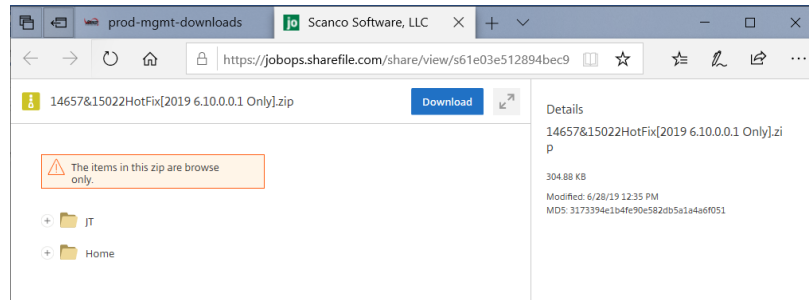 prod-mgmt-downloads
jo Scanco Software, LLC
https://jobops.sharefile.com/share/view/s61e03e512894bec9
14657&15022HotFix[2019 6.10.0.0.1 Only].zip
Download
The items in this zip are browse
only.
JT
Home
Details
14657&15022HotFix[2019 6.10.0.0.1 Only].zi
p
304.88 KB
Modified: 6/28/19 12:35 PM
MD5: 3173394e1b4fe90e582db5a1a4a6f051